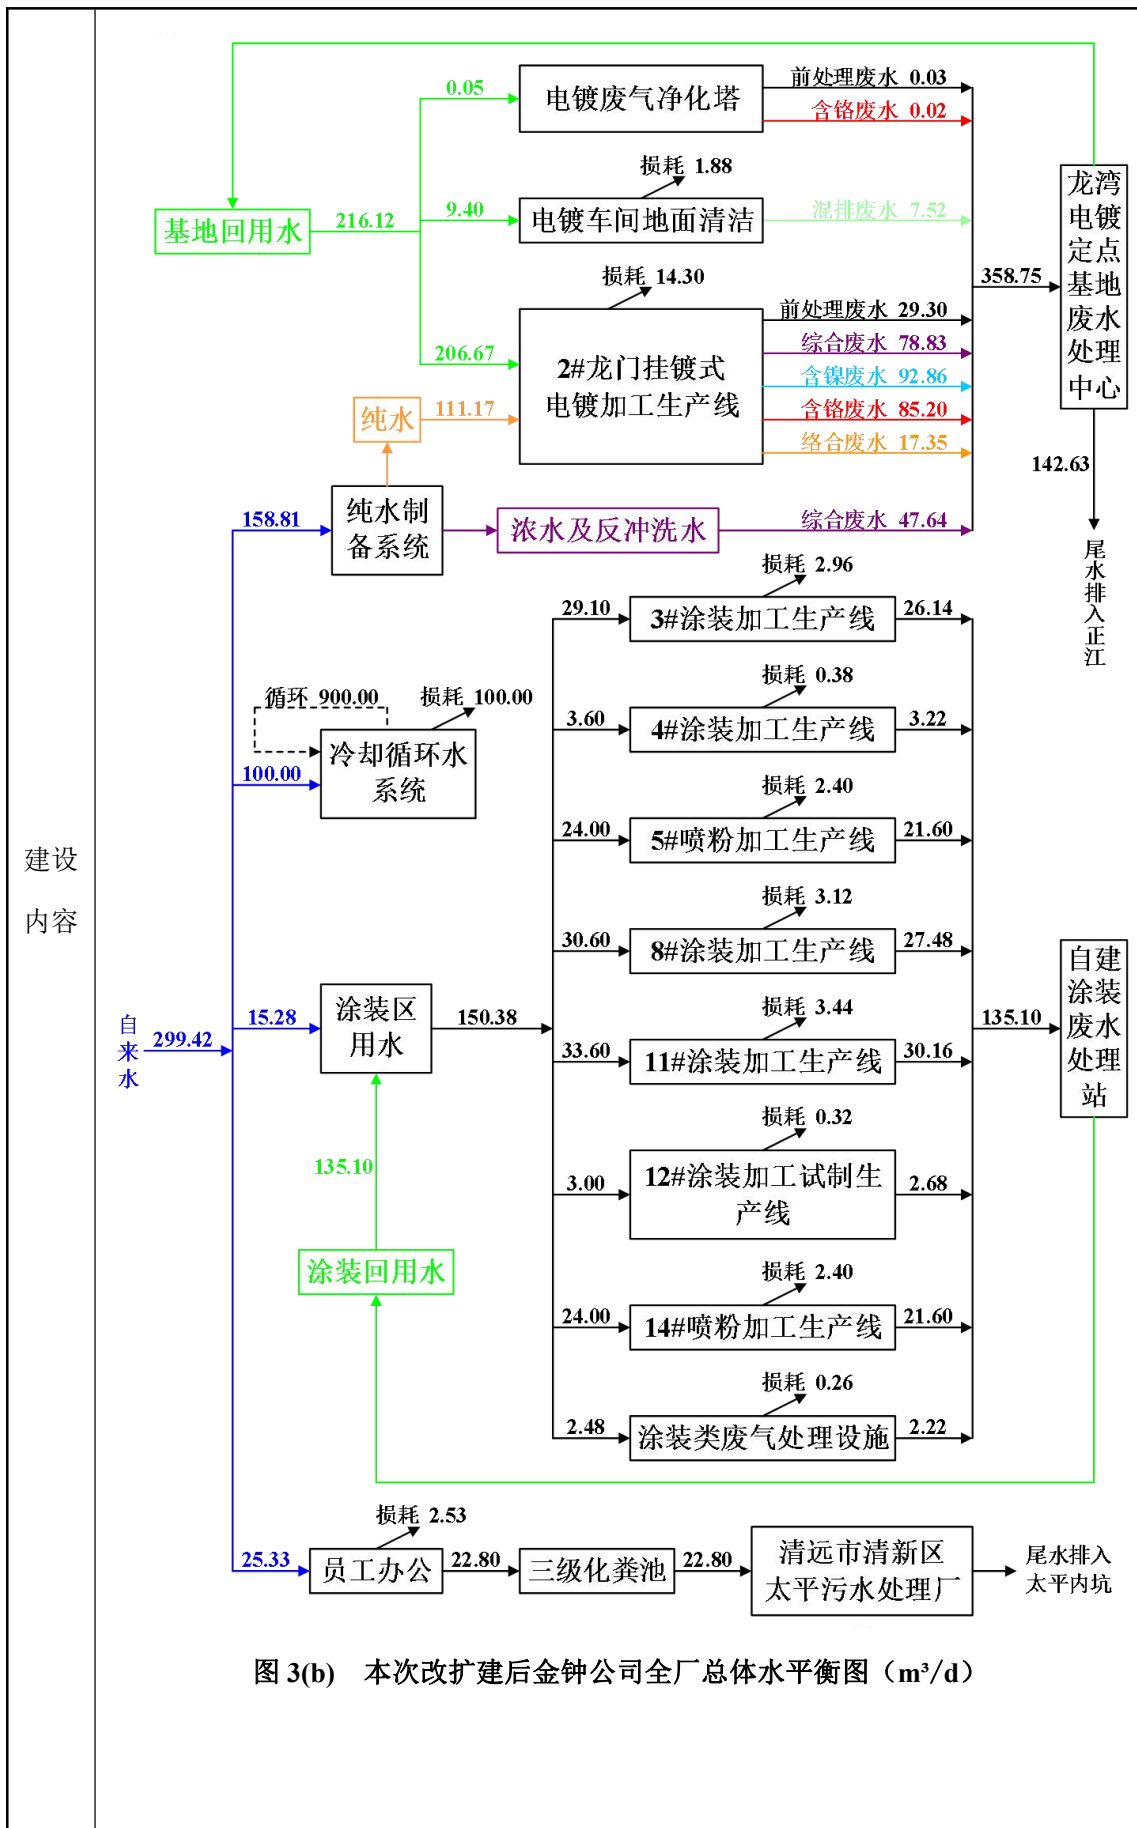 建设
内容
0.05
电镀废气净化塔
前处理废水 0.03
含铬废水 0.02
损耗 1.88
基地回用水
216.12
9.40
电镀车间地面清洁
混排废水 7.52
龙湾
电镀
定点
基地
废水
处理
中心
358.75
损耗 14.30
206.67
2#龙门挂镀式
电镀加工生产线
前处理废水 29.30
综合废水 78.83
含镍废水 92.86
含铬废水 85.20
络合废水 17.35
纯水
111.17
142.63
尾水排入正江
158.81
纯水制
备系统
浓水及反冲洗水
综合废水 47.64
损耗 2.96
29.10
3#涂装加工生产线
26.14
循环 900.00
损耗 100.00
冷却循环水
系统
100.00
损耗 0.38
3.60
4#涂装加工生产线
3.22
损耗 2.40
24.00
5#喷粉加工生产线
21.60
损耗 3.12
30.60
8#涂装加工生产线
27.48
自来水
299.42
15.28
涂装区
用水
150.38
损耗 3.44
33.60
11#涂装加工生产线
30.16
135.10
自建
涂装
废水
处理
站
损耗 0.32
135.10
3.00
12#涂装加工试制生
产线
2.68
涂装回用水
损耗 2.40
24.00
14#喷粉加工生产线
21.60
损耗 0.26
2.48
涂装类废气处理设施
2.22
损耗 2.53
25.33
员工办公
22.80
三级化粪池
22.80
清远市清新区
太平污水处理厂
尾水排入
太平内坑
图 3(b) 本次改扩建后金钟公司全厂总体水平衡图（m³/d）